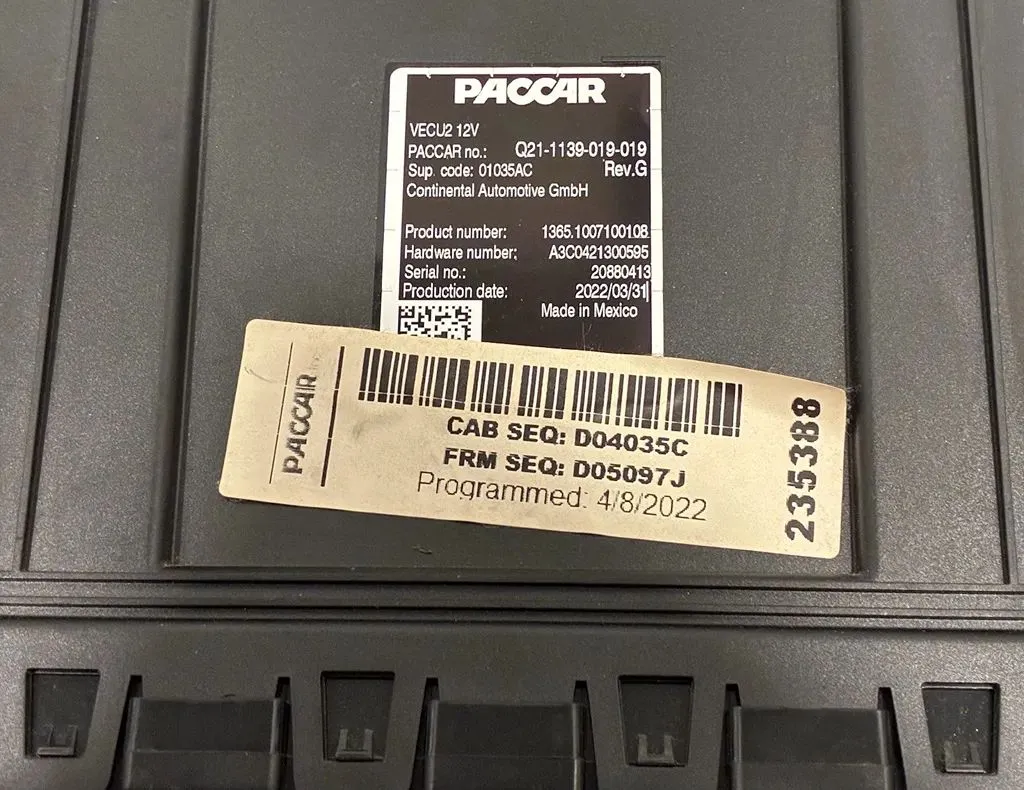 PACCAR
VECU2 12V
PACCAR no.: Q21-1139-019-019
Sup. code: 01035AC Rev.G
Continental Automotive GmbH
Product number: 1365.1007100108
Hardware number: A3C0421300595
Serial no.: 20880413
Production date: 2022/03/31
Made in Mexico
PACCAR Inc
CAB SEQ: D04035C
FRM SEQ: D05097J
Programmed: 4/8/2022
235388